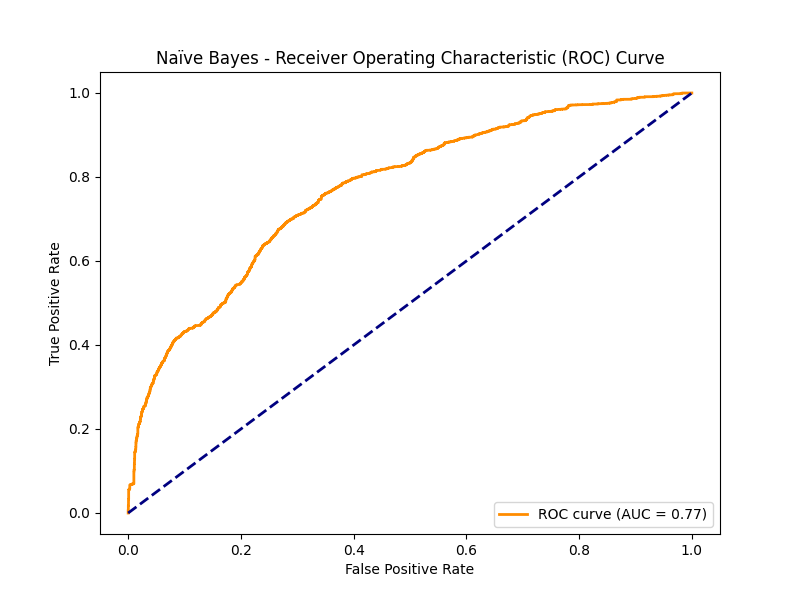 Naïve Bayes - Receiver Operating Characteristic (ROC) Curve
1.0
0.8
0.6
0.4
0.2
0.0
True Positive Rate
ROC curve (AUC = 0.77)
0.0 0.2 0.4 0.6 0.8 1.0
False Positive Rate